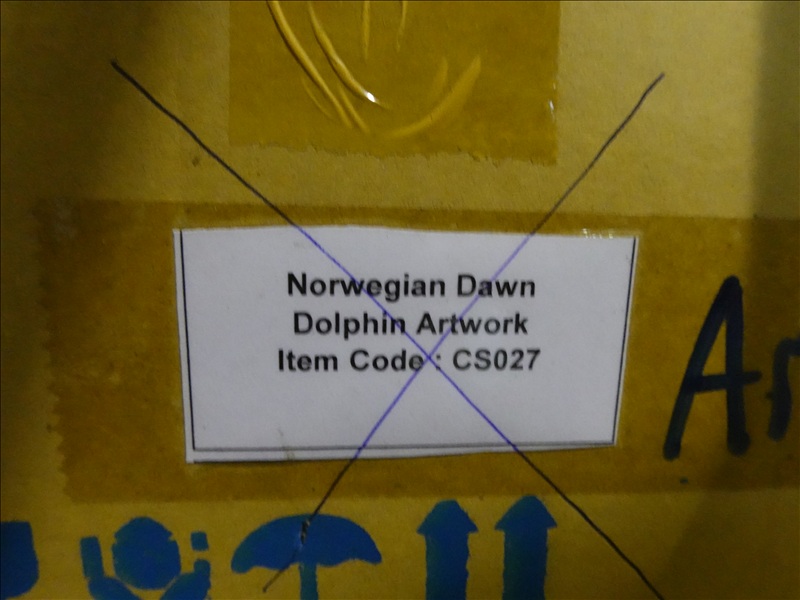 Norwegian Dawn
Dolphin Artwork
Item Code : CS027